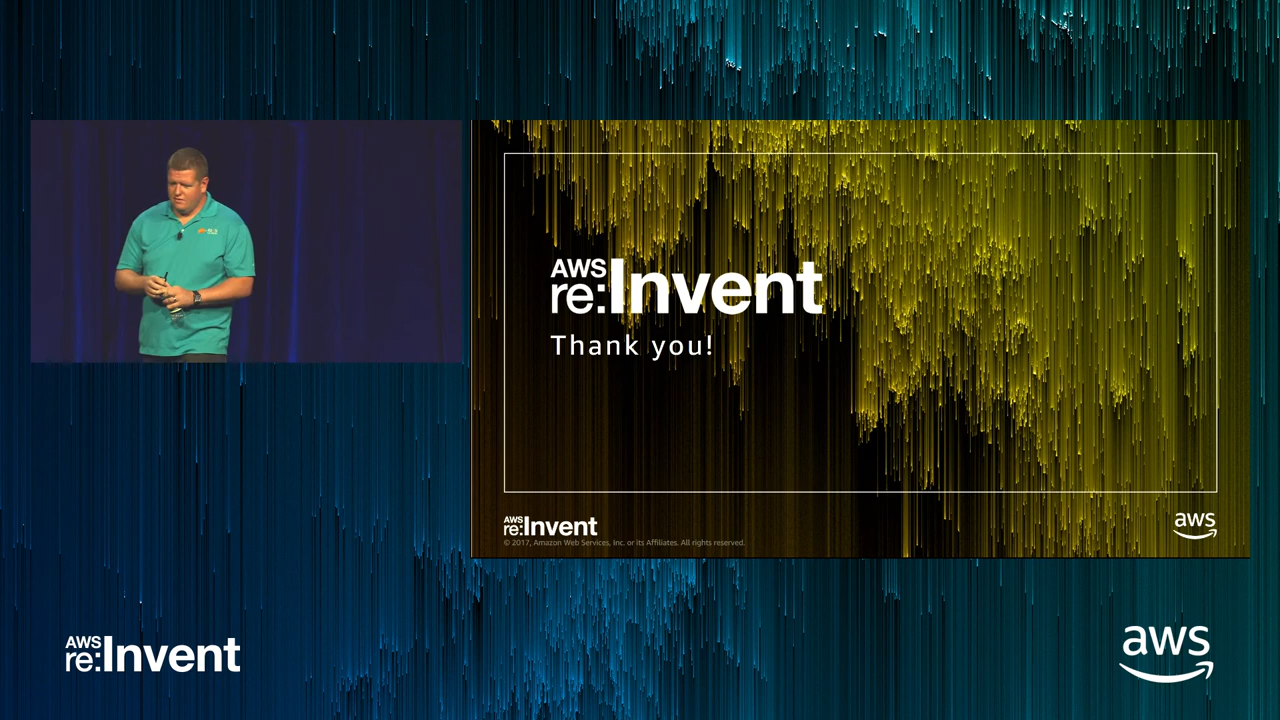 AWS
re:Invent
Thank you!
AWS
re:Invent
© 2017, Amazon Web Services, Inc. or its Affiliates. All rights reserved.
aws
AWS
re:Invent
aws